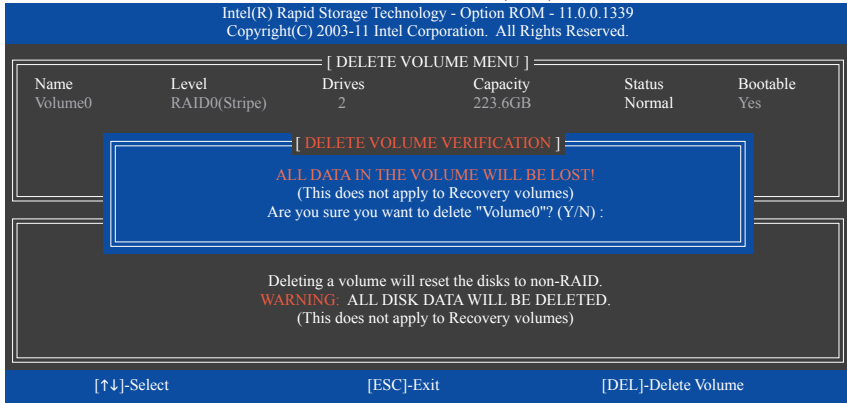 Intel(R) Rapid Storage Technology - Option ROM - 11.0.0.1339
Copyright(C) 2003-11 Intel Corporation. All Rights Reserved.
[ DELETE VOLUME MENU ]
Name Level Drives Capacity Status Bootable
Volume0 RAID0(Stripe) 2 223.6GB Normal Yes
[ DELETE VOLUME VERIFICATION ]
ALL DATA IN THE VOLUME WILL BE LOST!
(This does not apply to Recovery volumes)
Are you sure you want to delete "Volume0"? (Y/N) :
Deleting a volume will reset the disks to non-RAID.
WARNING: ALL DISK DATA WILL BE DELETED.
(This does not apply to Recovery volumes)
[↑↓]-Select [ESC]-Exit [DEL]-Delete Volume